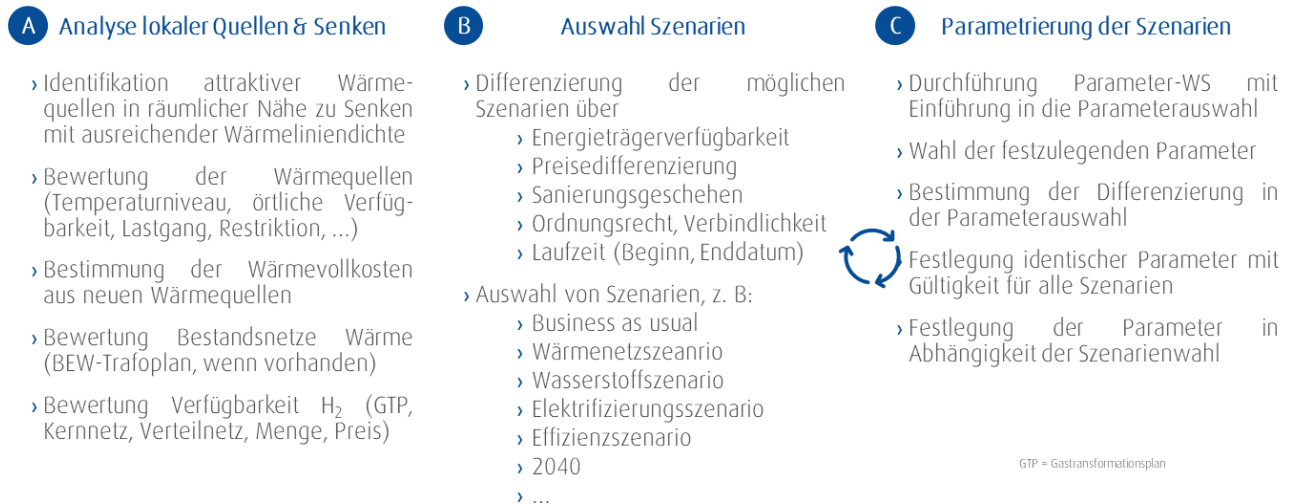 A Analyse lokaler Quellen & Senken
› Identifikation attraktiver Wärme-
quellen in räumlicher Nähe zu Senken
mit ausreichender Wärmeliniendichte
› Bewertung der Wärmequellen
(Temperaturniveau, örtliche Verfüg-
barkeit, Lastgang, Restriktion, ...)
› Bestimmung der Wärmevollkosten
aus neuen Wärmequellen
› Bewertung Bestandsnetze Wärme
(BEW-Trafoplan, wenn vorhanden)
› Bewertung Verfügbarkeit H₂ (GTP,
Kernnetz, Verteilnetz, Menge, Preis)
B Auswahl Szenarien
› Differenzierung der möglichen
Szenarien über
› Energieträgerverfügbarkeit
› Preisedifferenzierung
› Sanierungsgeschehen
› Ordnungsrecht, Verbindlichkeit
› Laufzeit (Beginn, Enddatum)
› Auswahl von Szenarien, z. B:
› Business as usual
› Wärmenetzszeanrio
› Wasserstoffszenario
› Elektrifizierungsszenario
› Effizienzszenario
› 2040
› ...
C Parametrierung der Szenarien
› Durchführung Parameter-WS mit
Einführung in die Parameterauswahl
› Wahl der festzulegenden Parameter
› Bestimmung der Differenzierung in
der Parameterauswahl
› Festlegung identischer Parameter mit
Gültigkeit für alle Szenarien
› Festlegung der Parameter in
Abhängigkeit der Szenarienwahl
GTP = Gastransformationsplan